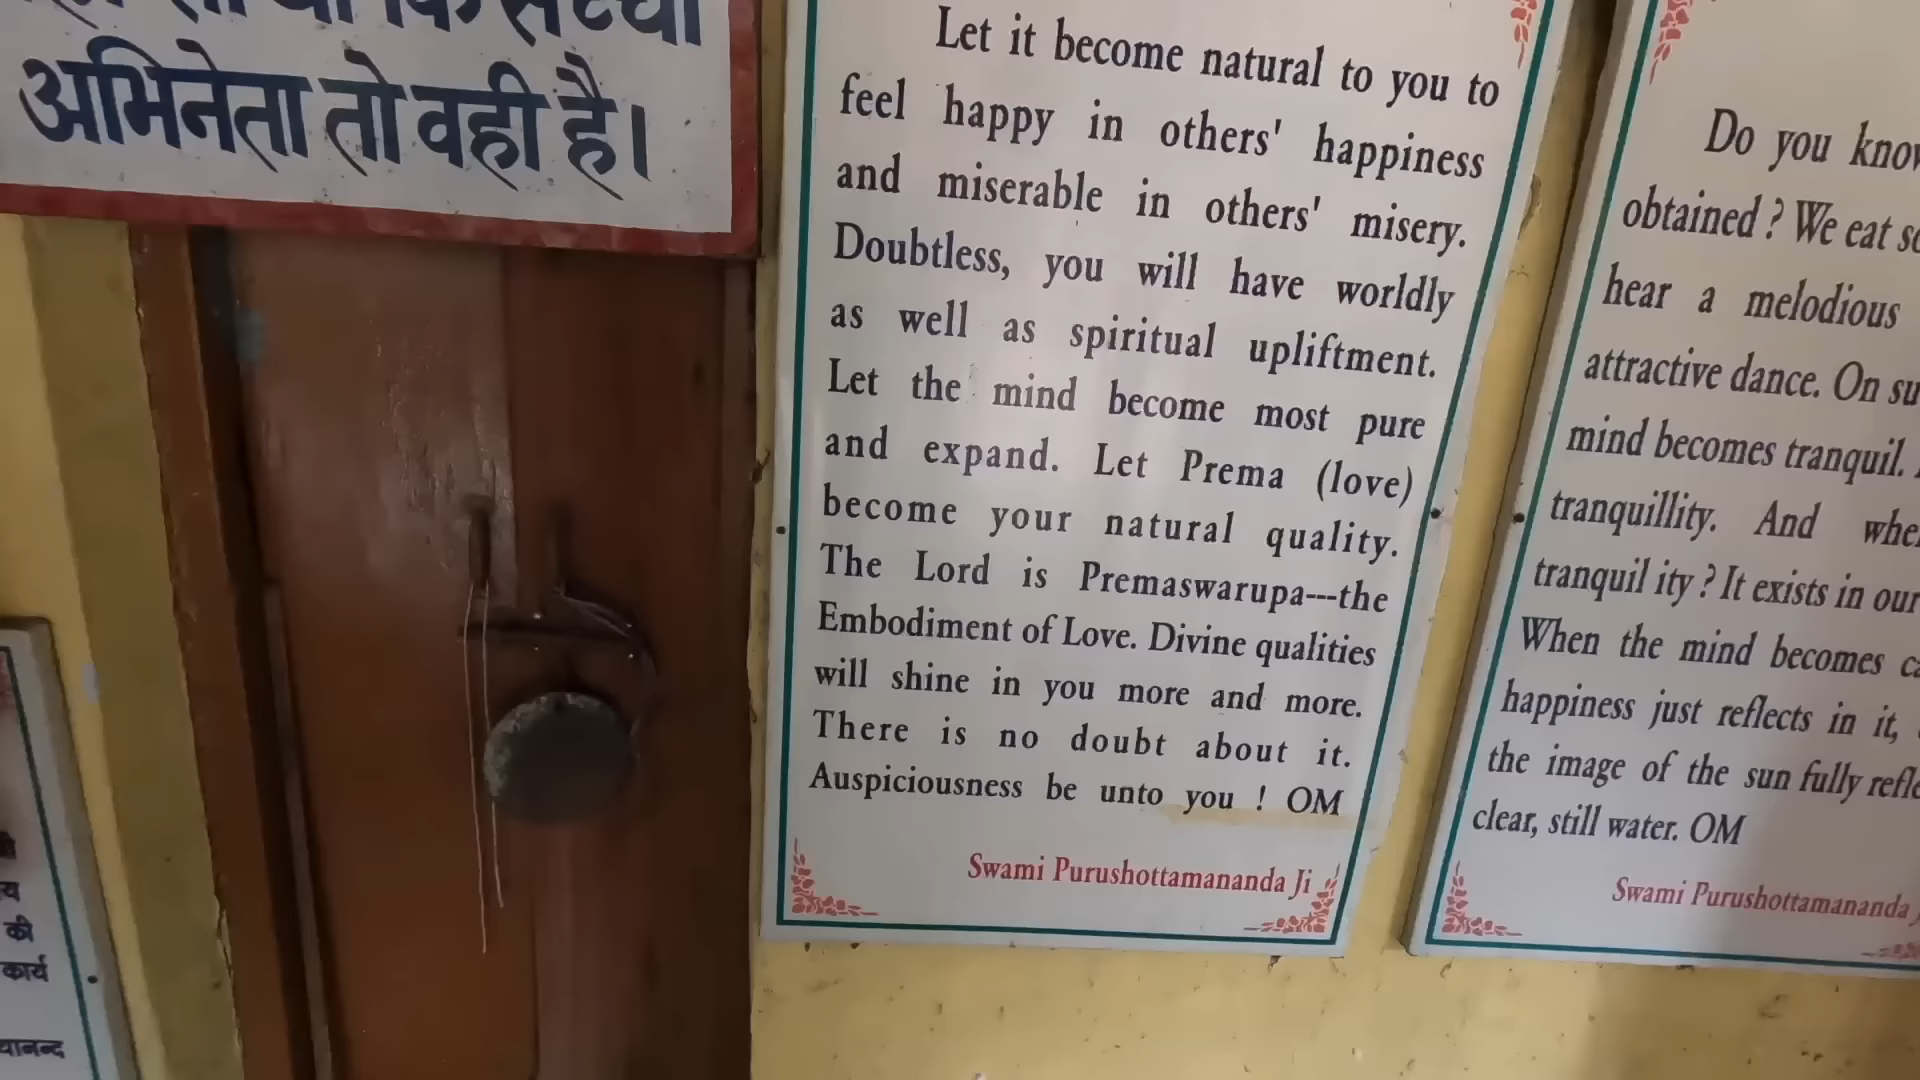 अभिनेता तो वही है।
Let it become natural to you to
feel happy in others' happiness
and miserable in others' misery.
Doubtless, you will have worldly
as well as spiritual upliftment.
Let the mind become most pure
and expand. Let Prema (love)
become your natural quality.
The Lord is Premaswarupa---the
Embodiment of Love. Divine qualities
will shine in you more and more.
There is no doubt about it.
Auspiciousness be unto you ! OM
Swami Purushottamananda Ji
Do you
obtained ? We eat
hear a melodious
attractive dance. On
mind becomes tranquil.
tranquillity. And
tranquil ity ? It exists in our
When the mind becomes
happiness just reflects in it,
the image of the sun fully
clear, still water. OM
Swami Purushottamananda
की
कार्य